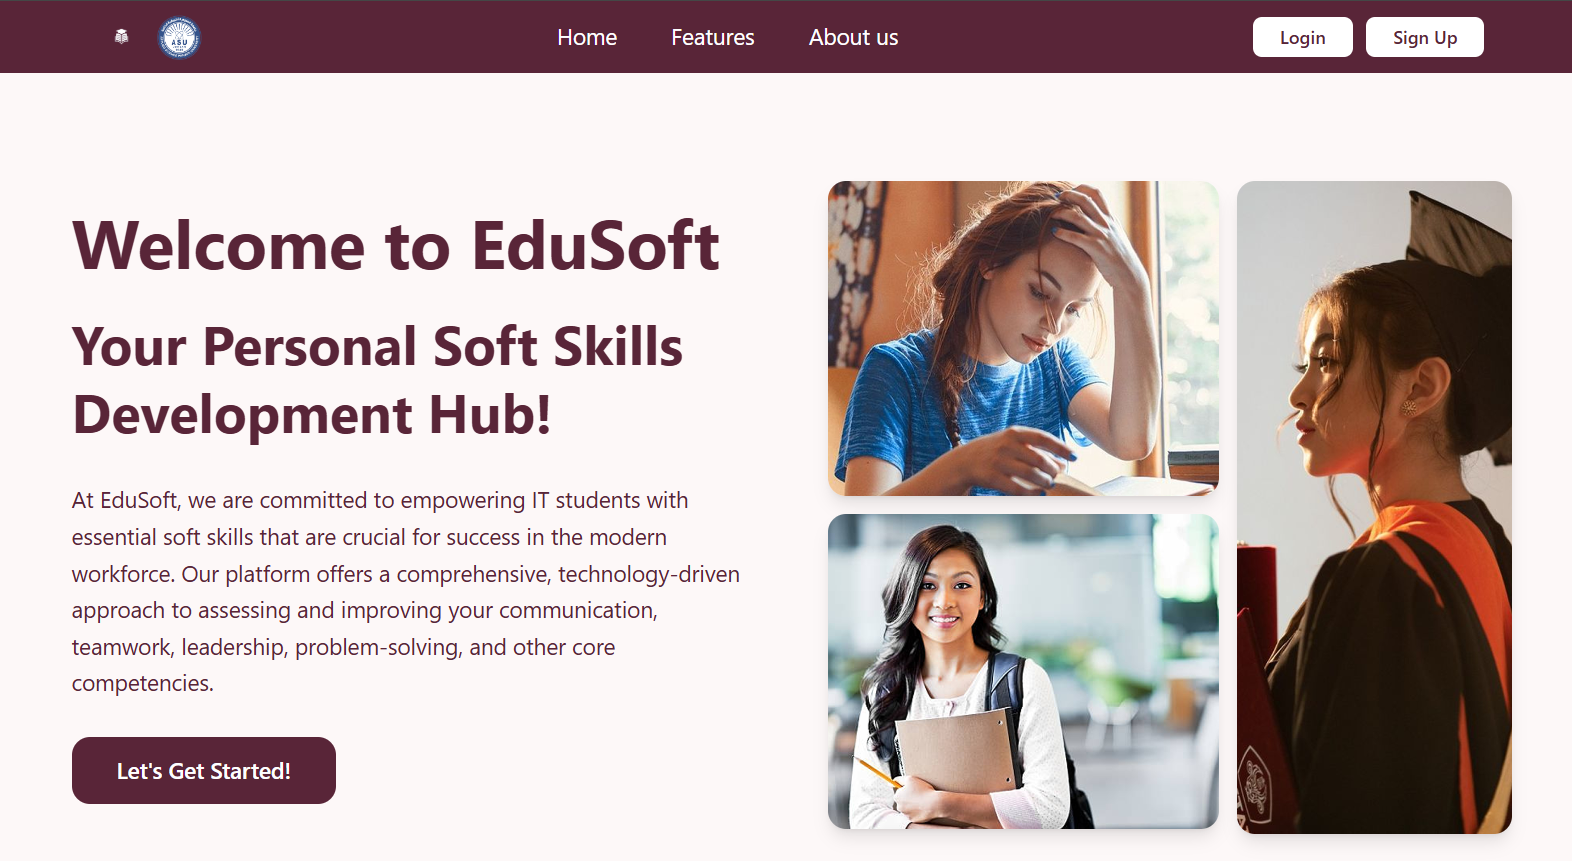 ASU
Home
Features
About us
Login
Sign Up
Welcome to EduSoft
Your Personal Soft Skills
Development Hub!
At EduSoft, we are committed to empowering IT students with
essential soft skills that are crucial for success in the modern
workforce. Our platform offers a comprehensive, technology-driven
approach to assessing and improving your communication,
teamwork, leadership, problem-solving, and other core
competencies.
Let's Get Started!